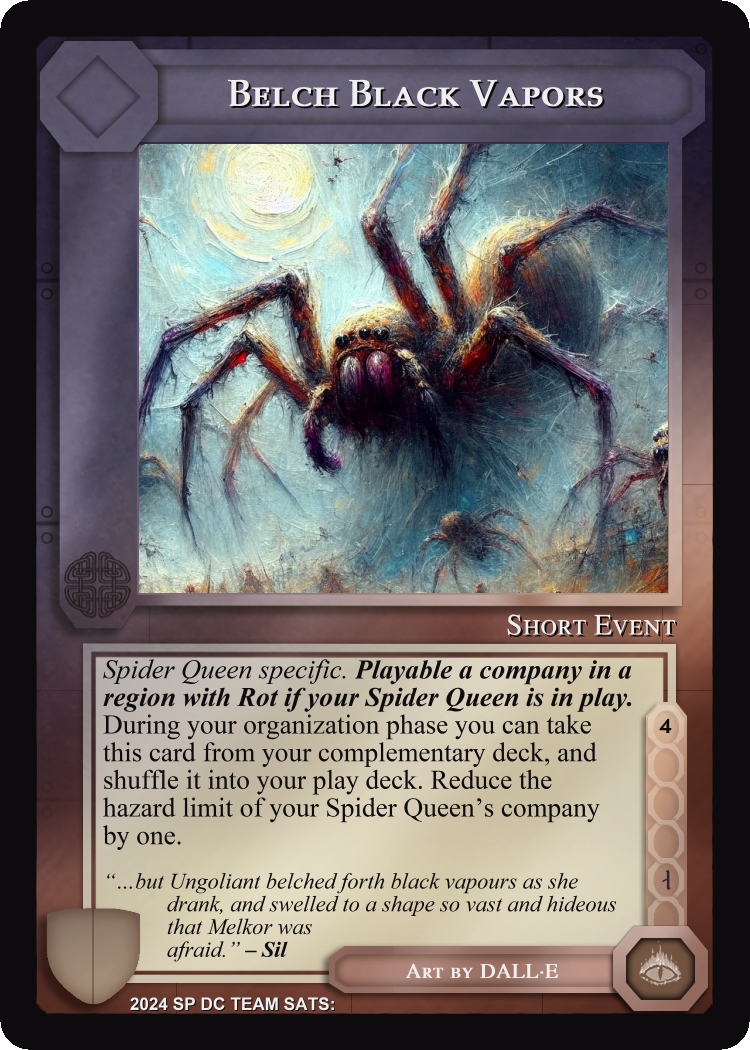 Belch Black Vapors
Short Event
Spider Queen specific. Playable a company in a
region with Rot if your Spider Queen is in play.
During your organization phase you can take
this card from your complementary deck, and
shuffle it into your play deck. Reduce the
hazard limit of your Spider Queen’s company
by one.
4
“...but Ungoliant belched forth black vapours as she
drank, and swelled to a shape so vast and hideous
that Melkor was
afraid.” – Sil
Art by DALL·E
2024 SP DC TEAM SATS: